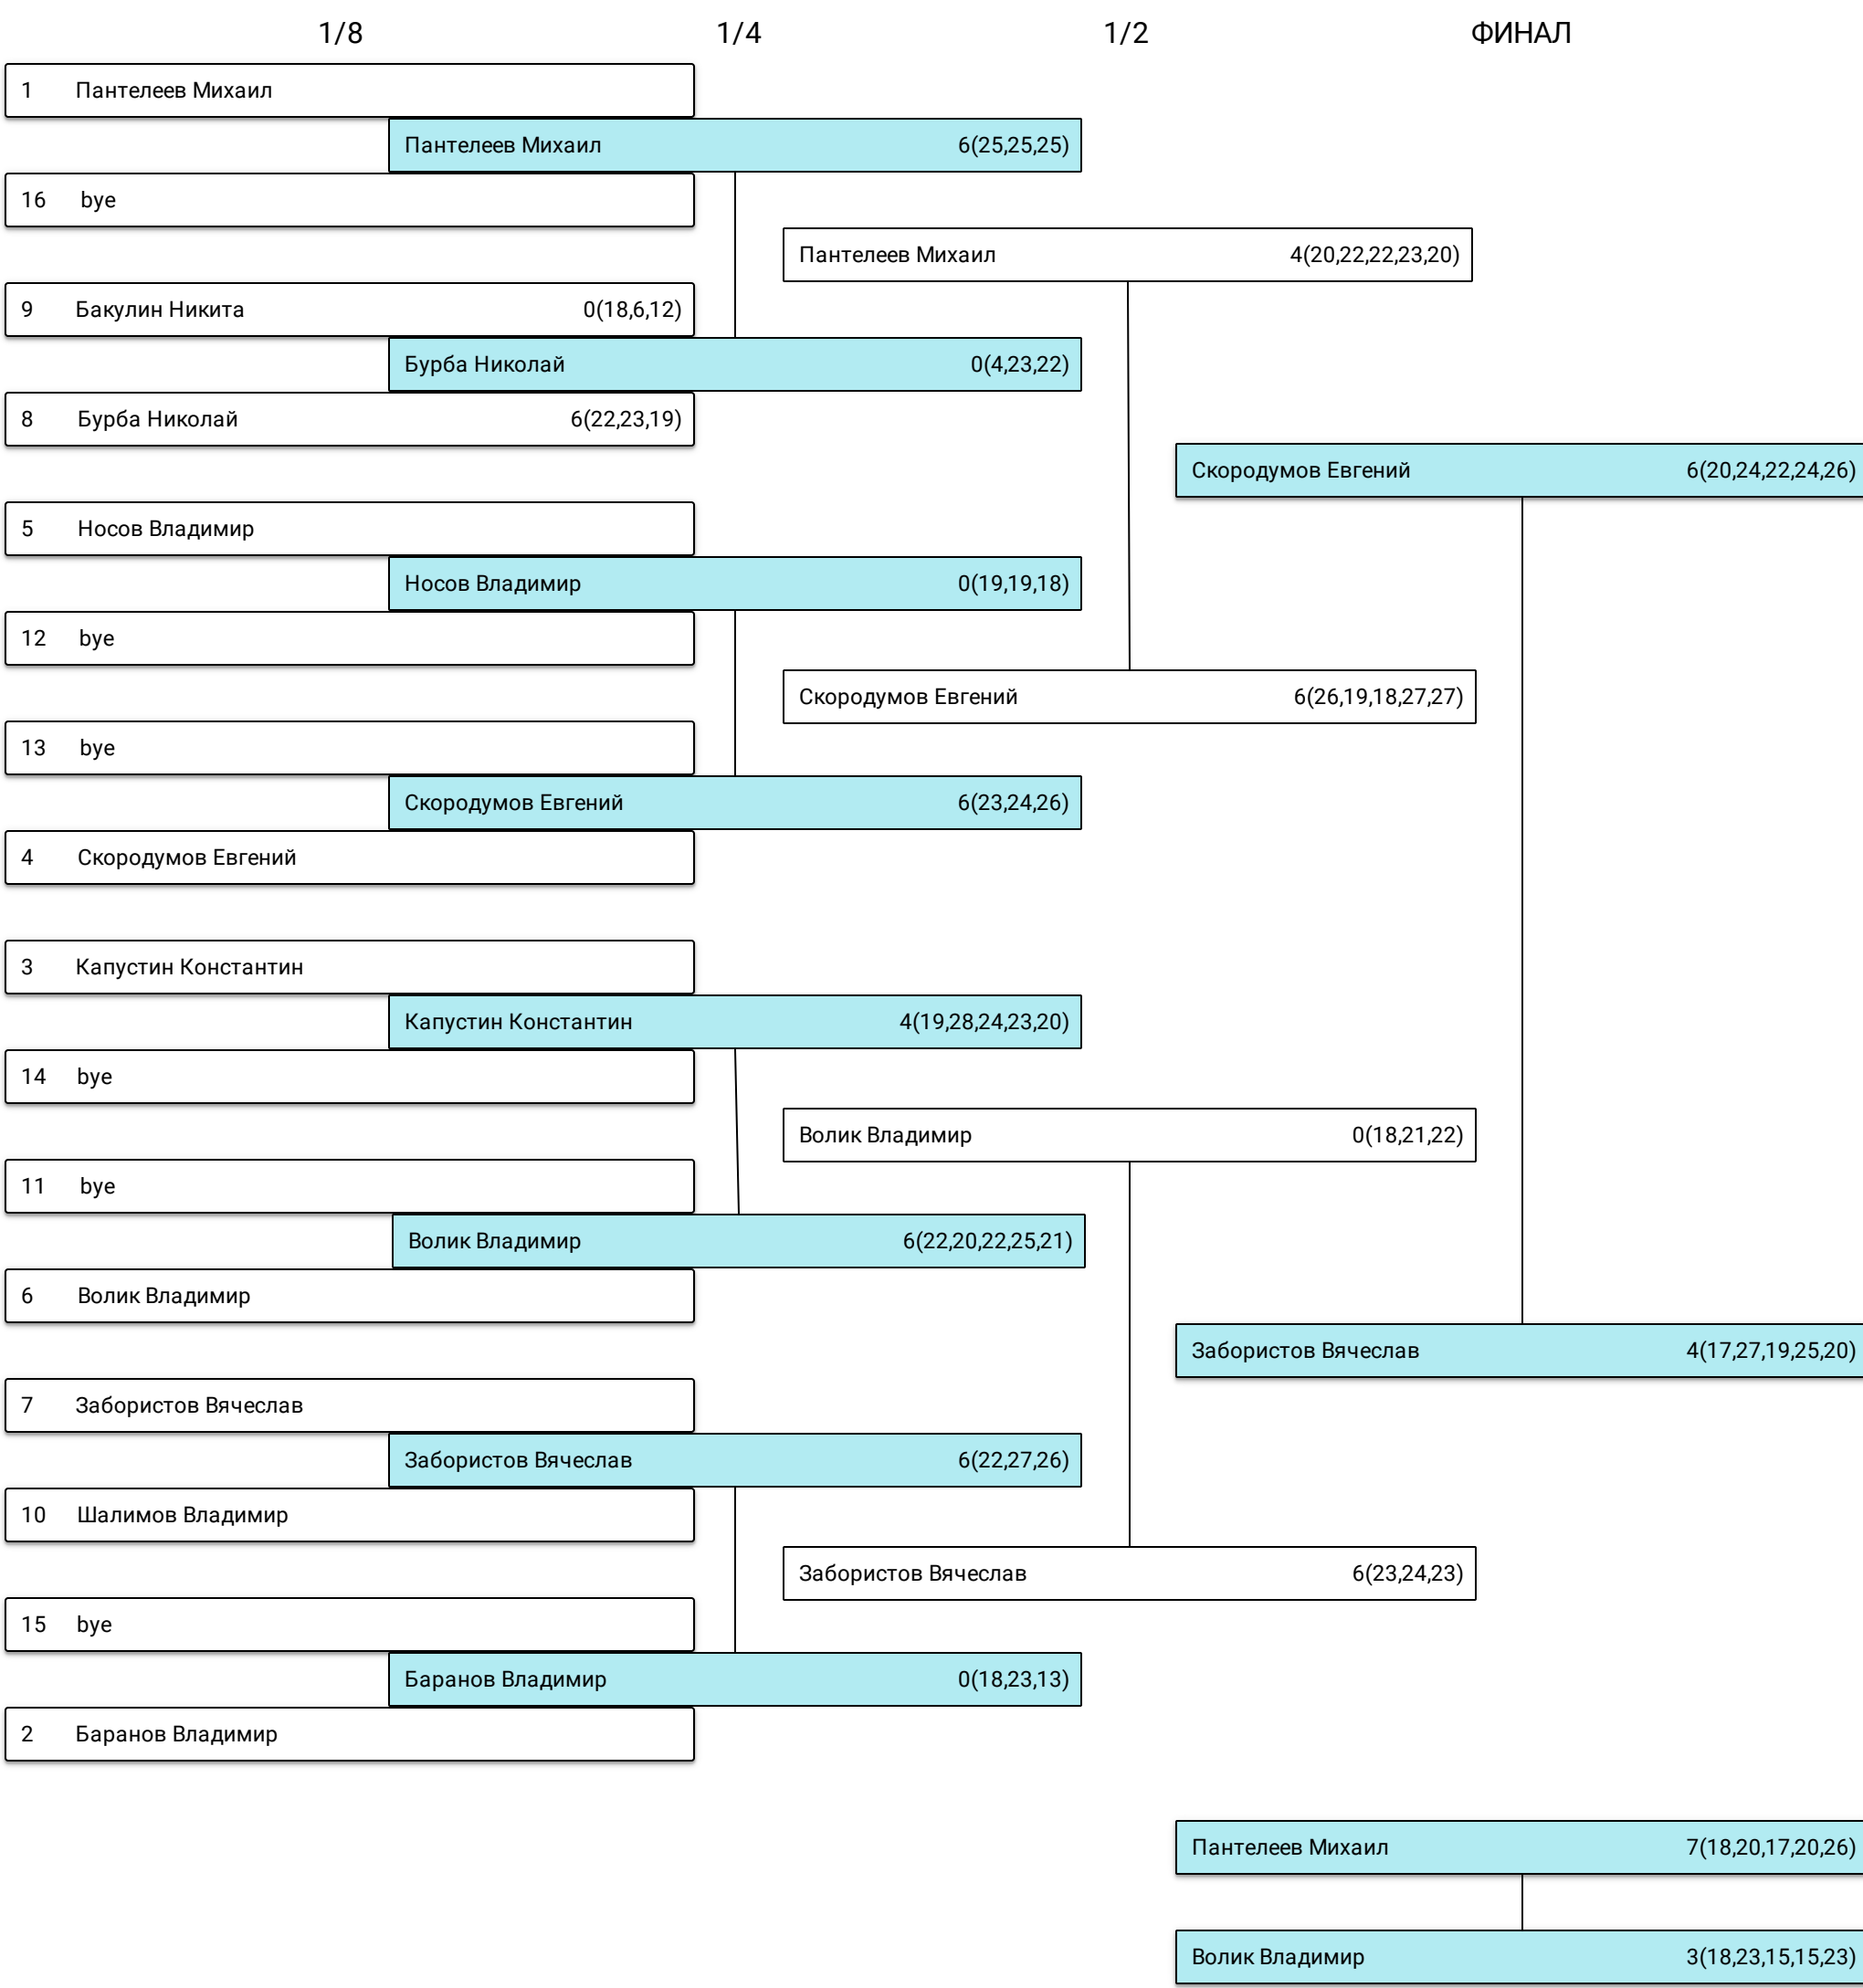 1/8 1/4 1/2 ФИНАЛ
1 Пантелеев Михаил
Пантелеев Михаил 6(25,25,25)
16 bye
Пантелеев Михаил 4(20,22,22,23,20)
9 Бакулин Никита 0(18,6,12)
Бурба Николай 0(4,23,22)
8 Бурба Николай 6(22,23,19)
Скородумов Евгений 6(20,24,22,24,26)
5 Носов Владимир
Носов Владимир 0(19,19,18)
12 bye
Скородумов Евгений 6(26,19,18,27,27)
13 bye
Скородумов Евгений 6(23,24,26)
4 Скородумов Евгений
3 Капустин Константин
Капустин Константин 4(19,28,24,23,20)
14 bye
Волик Владимир 0(18,21,22)
11 bye
Волик Владимир 6(22,20,22,25,21)
6 Волик Владимир
Забористов Вячеслав 4(17,27,19,25,20)
7 Забористов Вячеслав
Забористов Вячеслав 6(22,27,26)
10 Шалимов Владимир
Забористов Вячеслав 6(23,24,23)
15 bye
Баранов Владимир 0(18,23,13)
2 Баранов Владимир
Пантелеев Михаил 7(18,20,17,20,26)
Волик Владимир 3(18,23,15,15,23)